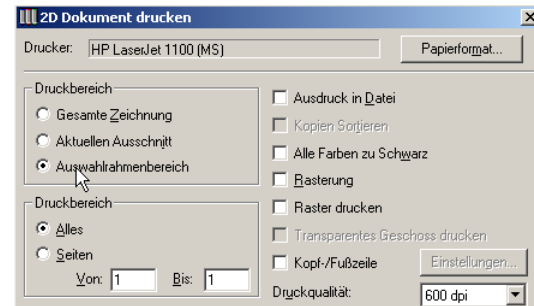 2D Dokument drucken
Drucker: HP LaserJet 1100 (MS)
Papierformat...
Druckbereich
Gesamte Zeichnung
Aktuellen Ausschnitt
Auswahlrahmenbereich
Druckbereich
Alles
Seiten
Von: 1 Bis: 1
Ausdruck in Datei
Kopien Sortieren
Alle Farben zu Schwarz
Rasterung
Raster drucken
Transparentes Geschoss drucken
Kopf-/Fußzeile Einstellungen...
Druckqualität: 600 dpi